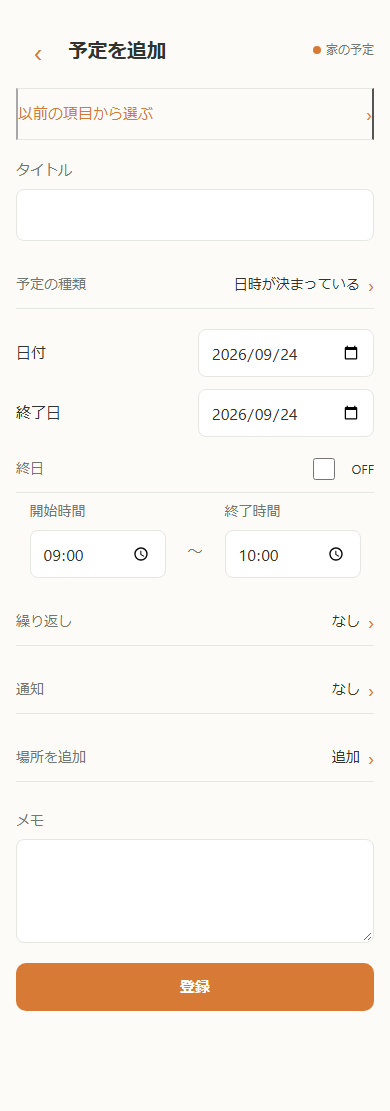 ‹ 予定を追加 ● 家の予定
以前の項目から選ぶ ›
タイトル
予定の種類 日時が決まっている ›
日付 2026/09/24
終了日 2026/09/24
終日 OFF
開始時間 終了時間
09:00 ～ 10:00
繰り返し なし ›
通知 なし ›
場所を追加 追加 ›
メモ
登録